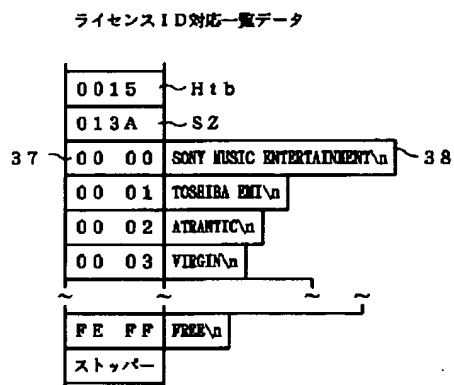 ライセンスID対応一覧データ
0015 Htb
013A SZ
37 00 00 SONY MUSIC ENTERTAINMENT\n 38
00 01 TOSHIBA EMI\n
00 02 ATRANTIC\n
00 03 VIRGIN\n
~ ~ ~ ~
FE FF FREE\n
ストッパー